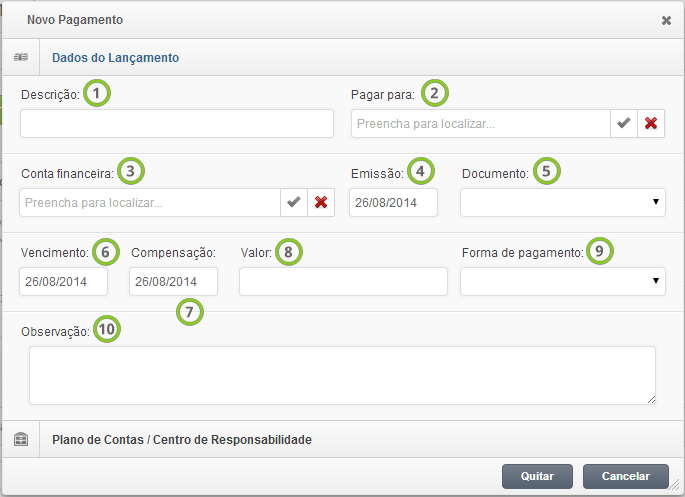 Novo Pagamento
Dados do Lançamento
Descrição: 1 Pagar para: 2
Preencha para localizar...
Conta financeira: 3 Emissão: 4 Documento: 5
Preencha para localizar... 26/08/2014
Vencimento: 6 Compensação: Valor: 8 Forma de pagamento: 9
26/08/2014 26/08/2014
7
Observação: 10
Plano de Contas / Centro de Responsabilidade
Quitar Cancelar